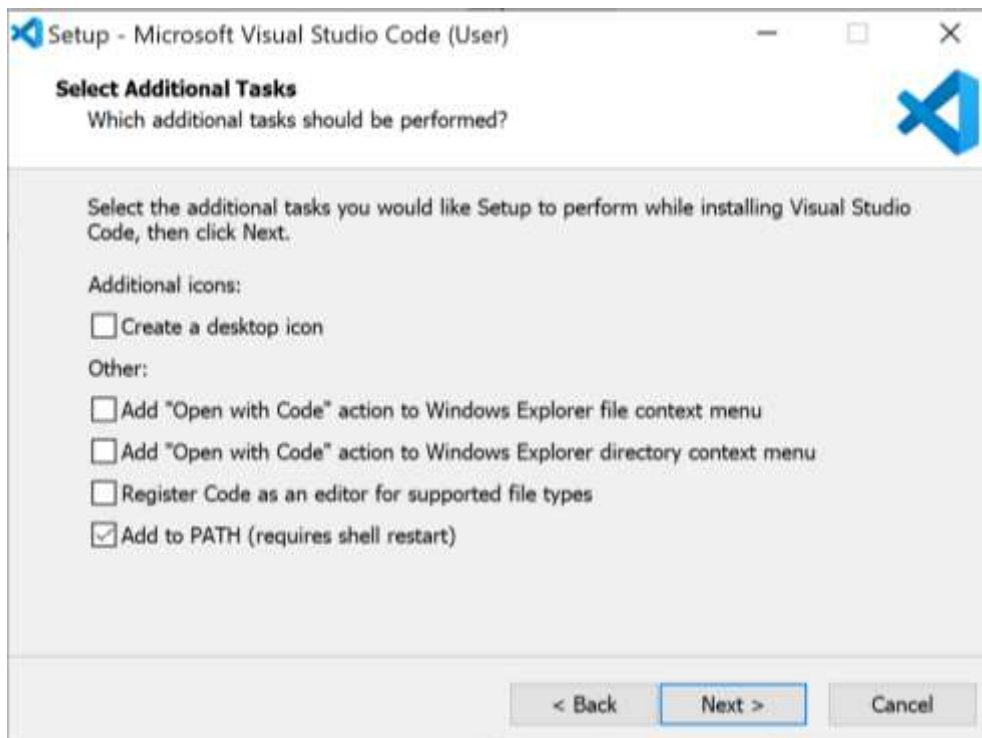 Setup - Microsoft Visual Studio Code (User)
Select Additional Tasks
Which additional tasks should be performed?
Select the additional tasks you would like Setup to perform while installing Visual Studio
Code, then click Next.
Additional icons:
Create a desktop icon
Other:
Add "Open with Code" action to Windows Explorer file context menu
Add "Open with Code" action to Windows Explorer directory context menu
Register Code as an editor for supported file types
Add to PATH (requires shell restart)
< Back Next > Cancel